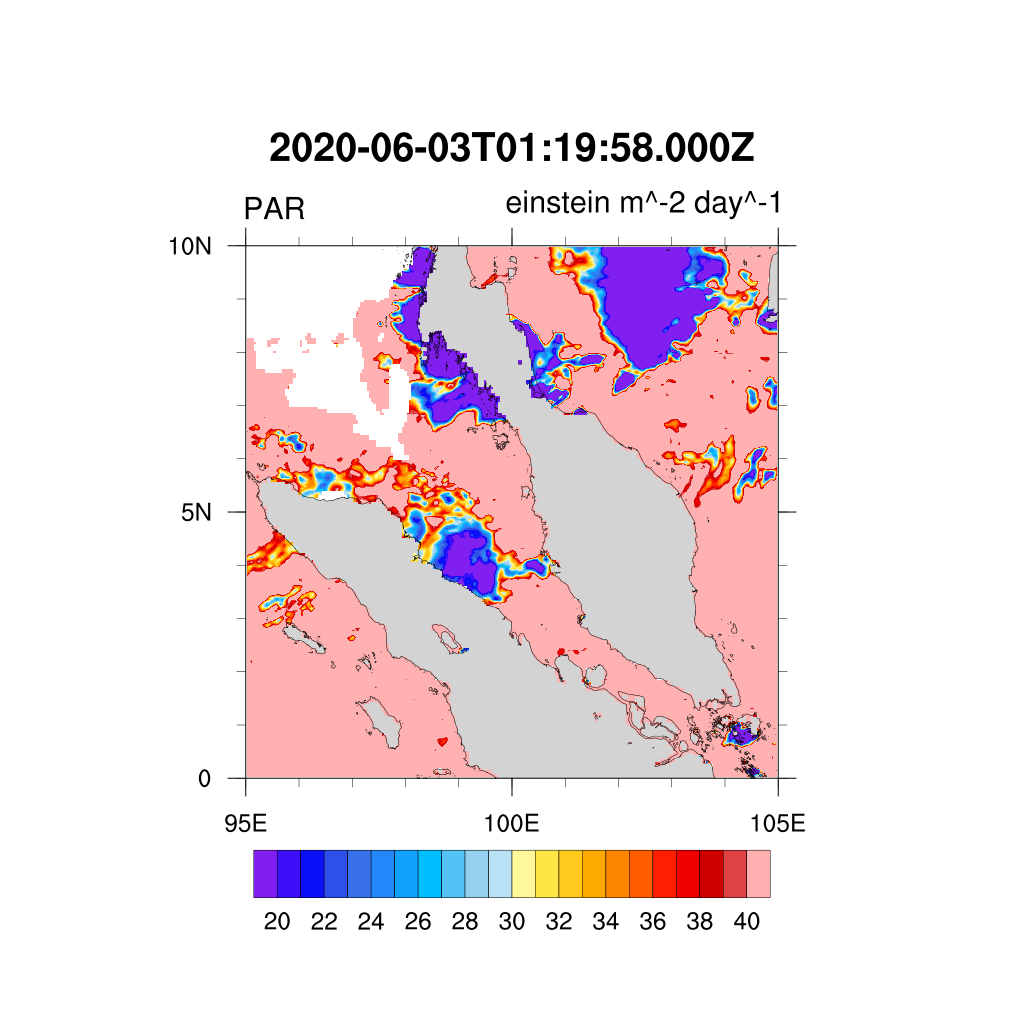 2020-06-03T01:19:58.000Z
PAR einstein m^-2 day^-1
10N
5N
0
95E 100E 105E
20 22 24 26 28 30 32 34 36 38 40